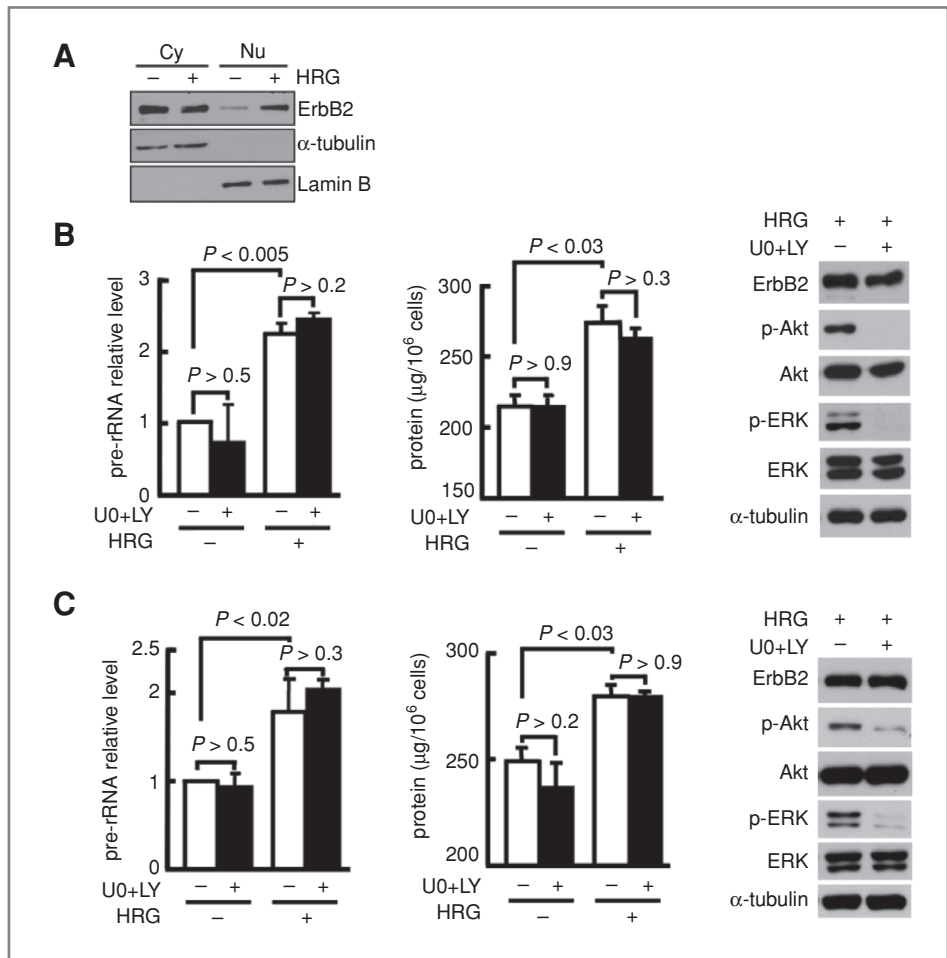 A
Cy Nu
− + − + HRG
ErbB2
α-tubulin
Lamin B
B
pre-rRNA relative level
3
2
1
0
P < 0.005
P > 0.2
P > 0.5
U0+LY − + − +
HRG − +
protein (µg/10⁶ cells)
300
250
200
150
P < 0.03
P > 0.3
P > 0.9
U0+LY − + − +
HRG − +
HRG + +
U0+LY − +
ErbB2
p-Akt
Akt
p-ERK
ERK
α-tubulin
C
pre-rRNA relative level
2.5
2
1
0
P < 0.02
P > 0.3
P > 0.5
U0+LY − + − +
HRG − +
protein (µg/10⁶ cells)
300
250
200
P < 0.03
P > 0.9
P > 0.2
U0+LY − + − +
HRG − +
HRG + +
U0+LY − +
ErbB2
p-Akt
Akt
p-ERK
ERK
α-tubulin